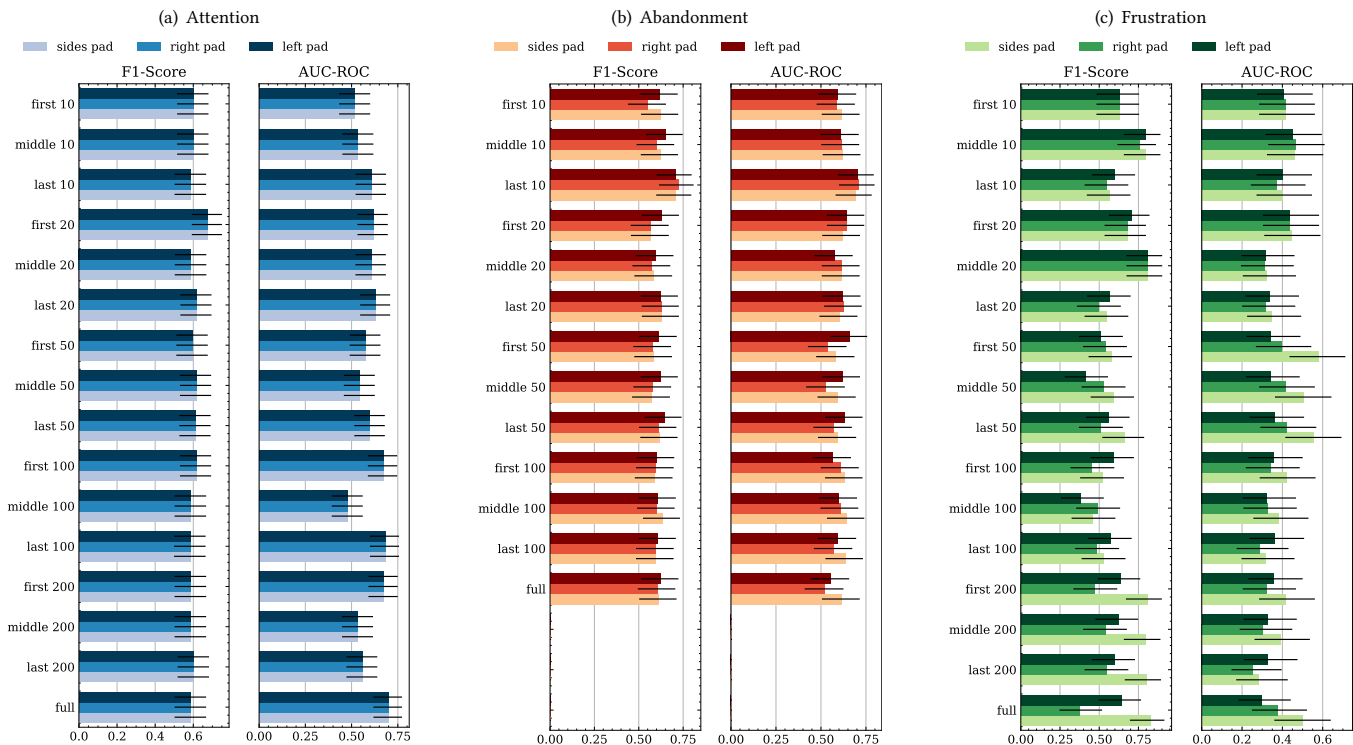 (a) Attention
sides pad right pad left pad
F1-Score AUC-ROC
first 10
middle 10
last 10
first 20
middle 20
last 20
first 50
middle 50
last 50
first 100
middle 100
last 100
first 200
middle 200
last 200
full
0.0 0.2 0.4 0.6 0.00 0.25 0.50 0.75
(b) Abandonment
sides pad right pad left pad
F1-Score AUC-ROC
first 10
middle 10
last 10
first 20
middle 20
last 20
first 50
middle 50
last 50
first 100
middle 100
last 100
full
0.00 0.25 0.50 0.75 0.00 0.25 0.50 0.75
(c) Frustration
sides pad right pad left pad
F1-Score AUC-ROC
first 10
middle 10
last 10
first 20
middle 20
last 20
first 50
middle 50
last 50
first 100
middle 100
last 100
first 200
middle 200
last 200
full
0.00 0.25 0.50 0.75 0.0 0.2 0.4 0.6